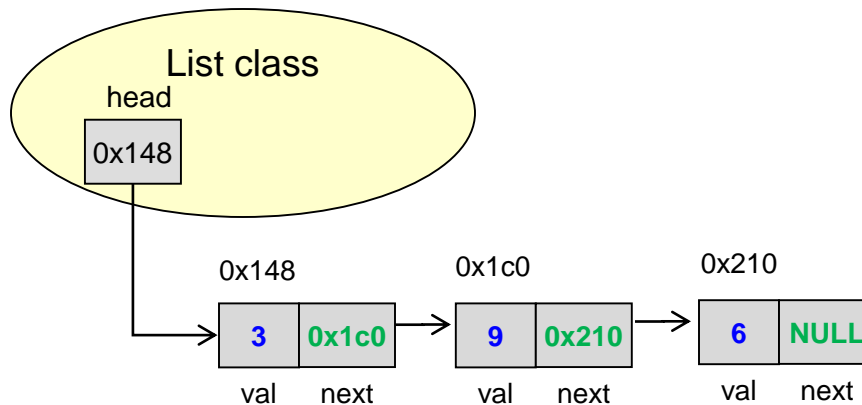 List class
head
0x148
0x148 0x1c0 0x210
3 0x1c0 9 0x210 6 NULL
val next val next val next